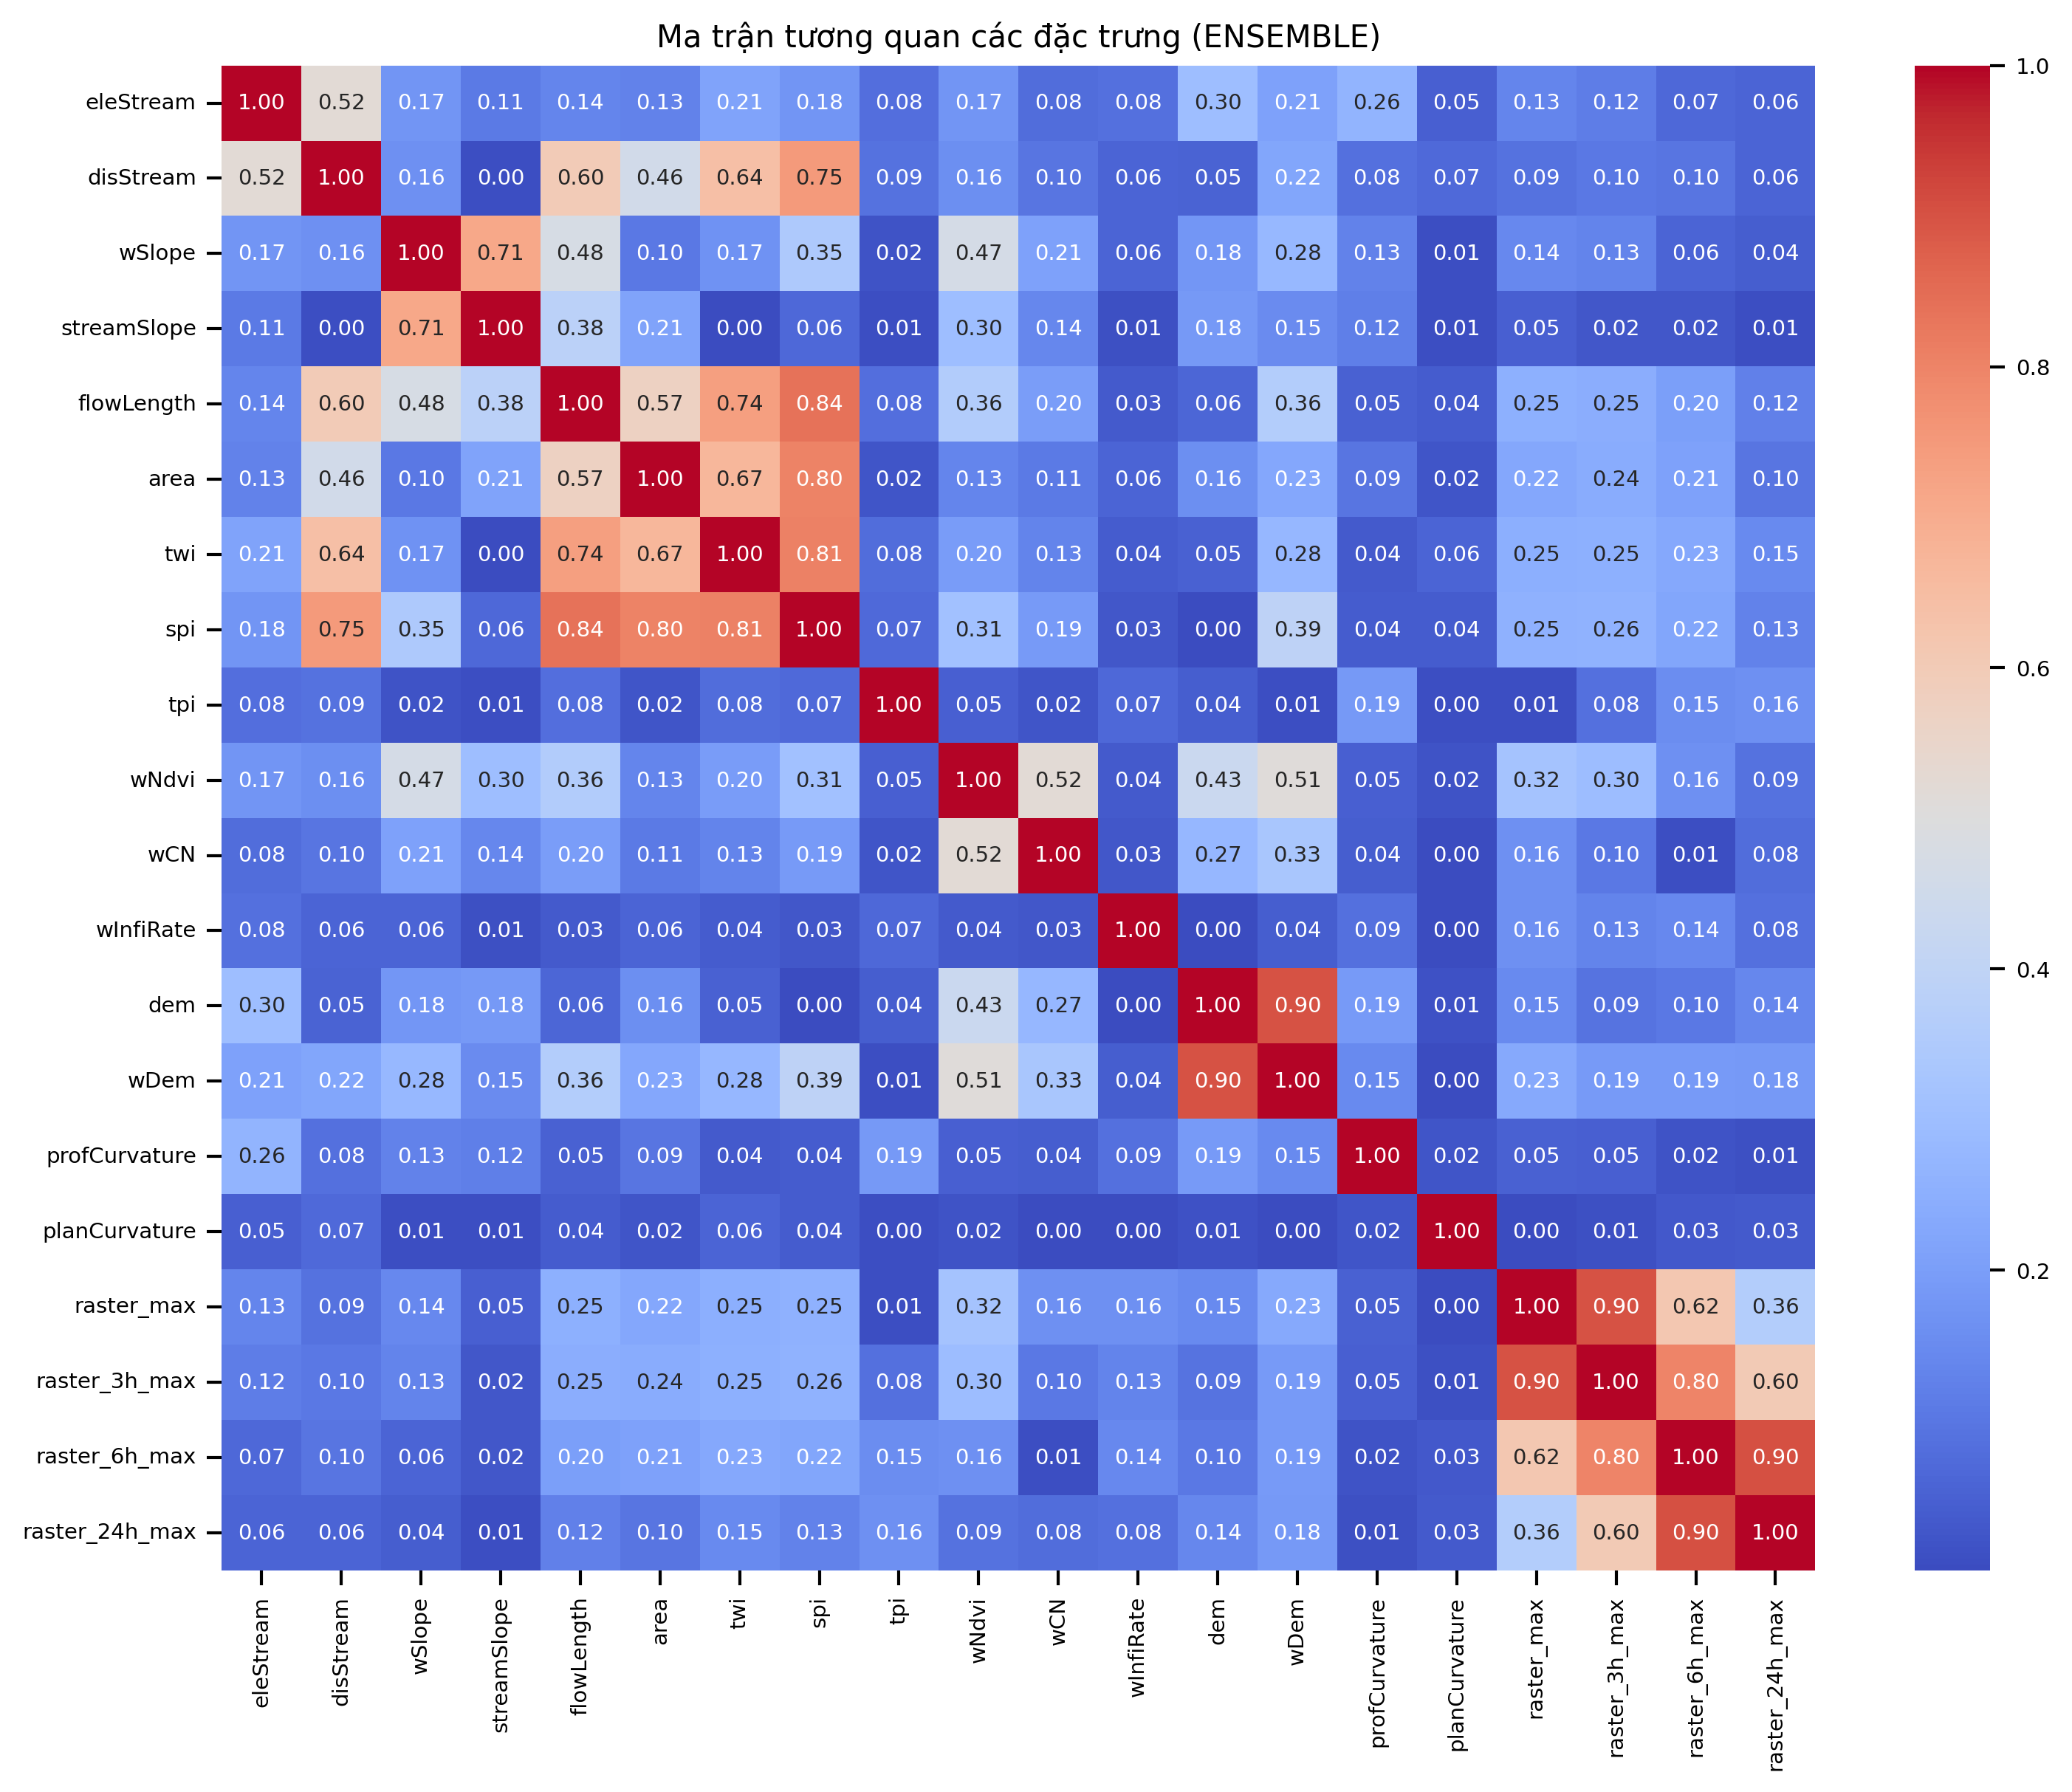 Ma trận tương quan các đặc trưng (ENSEMBLE)
eleStream 1.00 0.52 0.17 0.11 0.14 0.13 0.21 0.18 0.08 0.17 0.08 0.08 0.30 0.21 0.26 0.05 0.13 0.12 0.07 0.06
disStream 0.52 1.00 0.16 0.00 0.60 0.46 0.64 0.75 0.09 0.16 0.10 0.06 0.05 0.22 0.08 0.07 0.09 0.10 0.10 0.06
wSlope 0.17 0.16 1.00 0.71 0.48 0.10 0.17 0.35 0.02 0.47 0.21 0.06 0.18 0.28 0.13 0.01 0.14 0.13 0.06 0.04
streamSlope 0.11 0.00 0.71 1.00 0.38 0.21 0.00 0.06 0.01 0.30 0.14 0.01 0.18 0.15 0.12 0.01 0.05 0.02 0.02 0.01
flowLength 0.14 0.60 0.48 0.38 1.00 0.57 0.74 0.84 0.08 0.36 0.20 0.03 0.06 0.36 0.05 0.04 0.25 0.25 0.20 0.12
area 0.13 0.46 0.10 0.21 0.57 1.00 0.67 0.80 0.02 0.13 0.11 0.06 0.16 0.23 0.09 0.02 0.22 0.24 0.21 0.10
twi 0.21 0.64 0.17 0.00 0.74 0.67 1.00 0.81 0.08 0.20 0.13 0.04 0.05 0.28 0.04 0.06 0.25 0.25 0.23 0.15
spi 0.18 0.75 0.35 0.06 0.84 0.80 0.81 1.00 0.07 0.31 0.19 0.03 0.00 0.39 0.04 0.04 0.25 0.26 0.22 0.13
tpi 0.08 0.09 0.02 0.01 0.08 0.02 0.08 0.07 1.00 0.05 0.02 0.07 0.04 0.01 0.19 0.00 0.01 0.08 0.15 0.16
wNdvi 0.17 0.16 0.47 0.30 0.36 0.13 0.20 0.31 0.05 1.00 0.52 0.04 0.43 0.51 0.05 0.02 0.32 0.30 0.16 0.09
wCN 0.08 0.10 0.21 0.14 0.20 0.11 0.13 0.19 0.02 0.52 1.00 0.03 0.27 0.33 0.04 0.00 0.16 0.10 0.01 0.08
wInfiRate 0.08 0.06 0.06 0.01 0.03 0.06 0.04 0.03 0.07 0.04 0.03 1.00 0.00 0.04 0.09 0.00 0.16 0.13 0.14 0.08
dem 0.30 0.05 0.18 0.18 0.06 0.16 0.05 0.00 0.04 0.43 0.27 0.00 1.00 0.90 0.19 0.01 0.15 0.09 0.10 0.14
wDem 0.21 0.22 0.28 0.15 0.36 0.23 0.28 0.39 0.01 0.51 0.33 0.04 0.90 1.00 0.15 0.00 0.23 0.19 0.19 0.18
profCurvature 0.26 0.08 0.13 0.12 0.05 0.09 0.04 0.04 0.19 0.05 0.04 0.09 0.19 0.15 1.00 0.02 0.05 0.05 0.02 0.01
planCurvature 0.05 0.07 0.01 0.01 0.04 0.02 0.06 0.04 0.00 0.02 0.00 0.00 0.01 0.00 0.02 1.00 0.00 0.01 0.03 0.03
raster_max 0.13 0.09 0.14 0.05 0.25 0.22 0.25 0.25 0.01 0.32 0.16 0.16 0.15 0.23 0.05 0.00 1.00 0.90 0.62 0.36
raster_3h_max 0.12 0.10 0.13 0.02 0.25 0.24 0.25 0.26 0.08 0.30 0.10 0.13 0.09 0.19 0.05 0.01 0.90 1.00 0.80 0.60
raster_6h_max 0.07 0.10 0.06 0.02 0.20 0.21 0.23 0.22 0.15 0.16 0.01 0.14 0.10 0.19 0.02 0.03 0.62 0.80 1.00 0.90
raster_24h_max 0.06 0.06 0.04 0.01 0.12 0.10 0.15 0.13 0.16 0.09 0.08 0.08 0.14 0.18 0.01 0.03 0.36 0.60 0.90 1.00
eleStream
disStream
wSlope
streamSlope
flowLength
area
twi
spi
tpi
wNdvi
wCN
wInfiRate
dem
wDem
profCurvature
planCurvature
raster_max
raster_3h_max
raster_6h_max
raster_24h_max
1.0
0.8
0.6
0.4
0.2